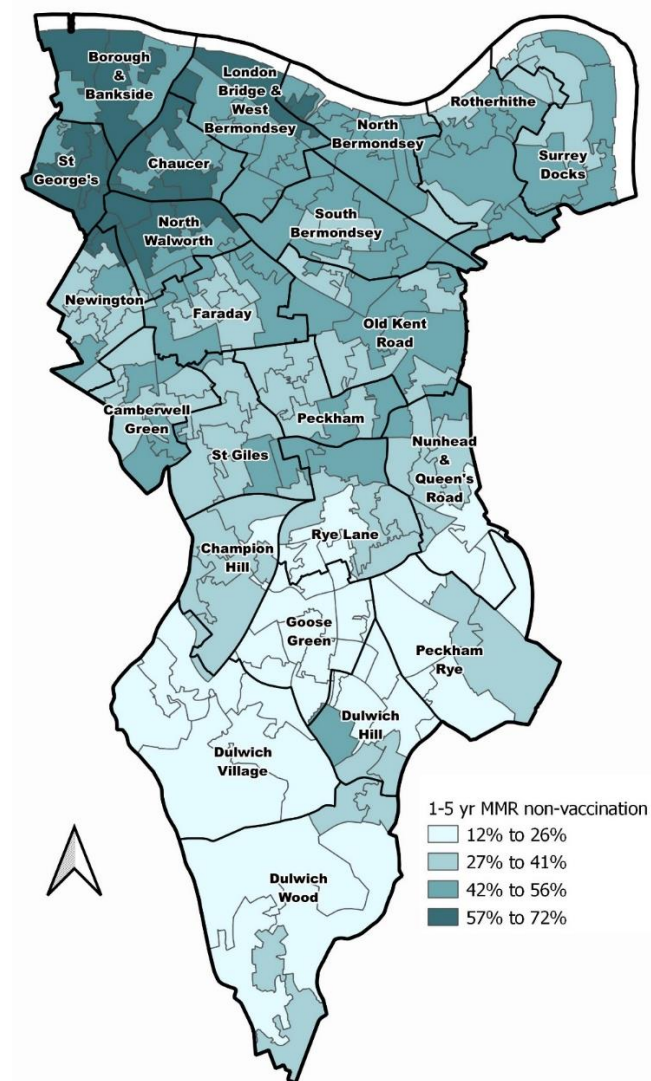 Borough
&
Bankside
London
Bridge &
West
Bermondsey
Rotherhithe
North
Bermondsey
St
George's
Chaucer
Surrey
Docks
South
Bermondsey
North
Walworth
Newington
Faraday
Old Kent
Road
Camberwell
Green
Peckham
Nunhead
&
Queen's
Road
St Giles
Champion
Hill
Rye Lane
Goose
Green
Peckham
Rye
Dulwich
Hill
Dulwich
Village
Dulwich
Wood
1-5 yr MMR non-vaccination
12% to 26%
27% to 41%
42% to 56%
57% to 72%